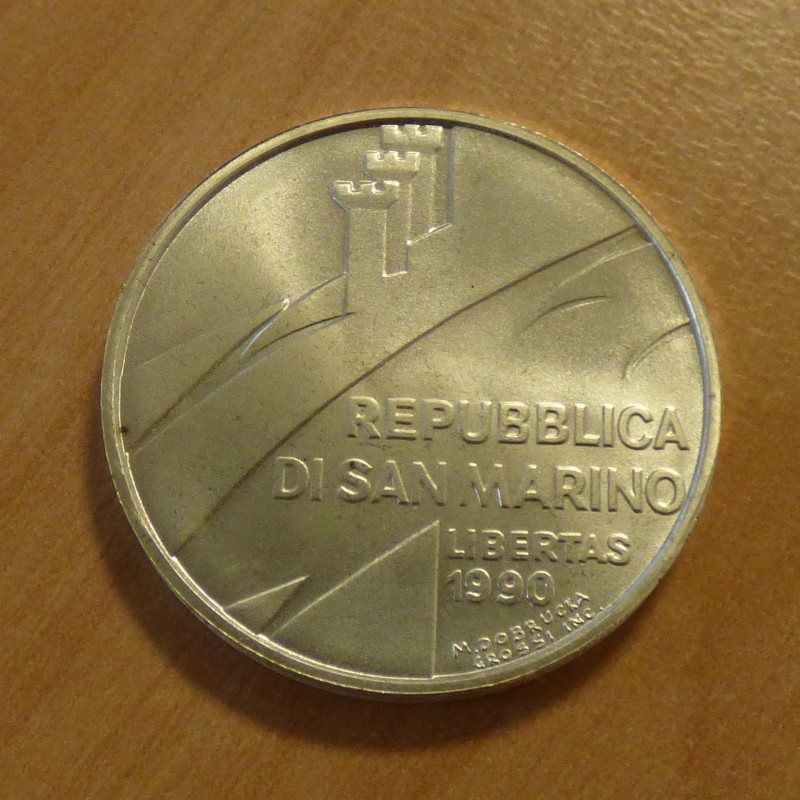 REPUBBLICA
DI SAN MARINO
LIBERTAS
1990
M. DOBRUCKA
GROSSI INC.